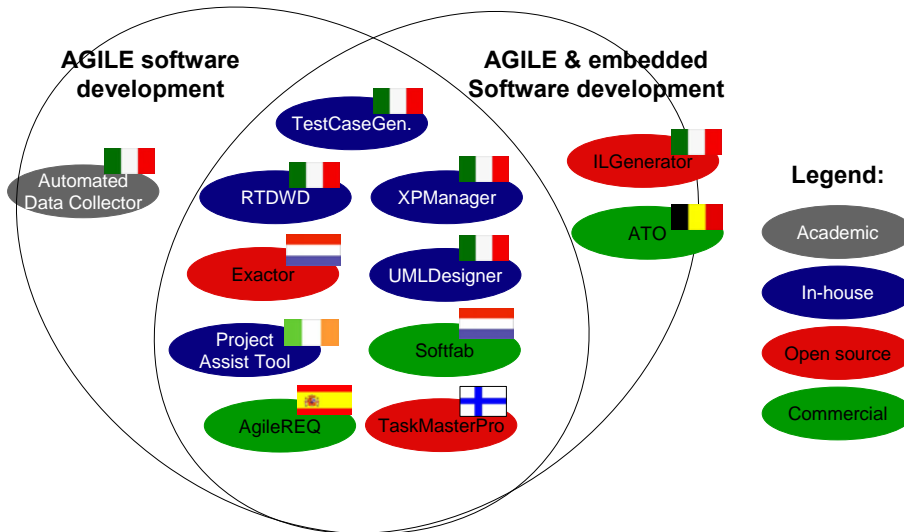 AGILE software
development
AGILE & embedded
Software development
TestCaseGen.
ILGenerator
Automated
Data Collector
RTDWD
XPManager
Legend:
ATO
Academic
Exactor
UMLDesigner
In-house
Project
Assist Tool
Softfab
Open source
AgileREQ
TaskMasterPro
Commercial